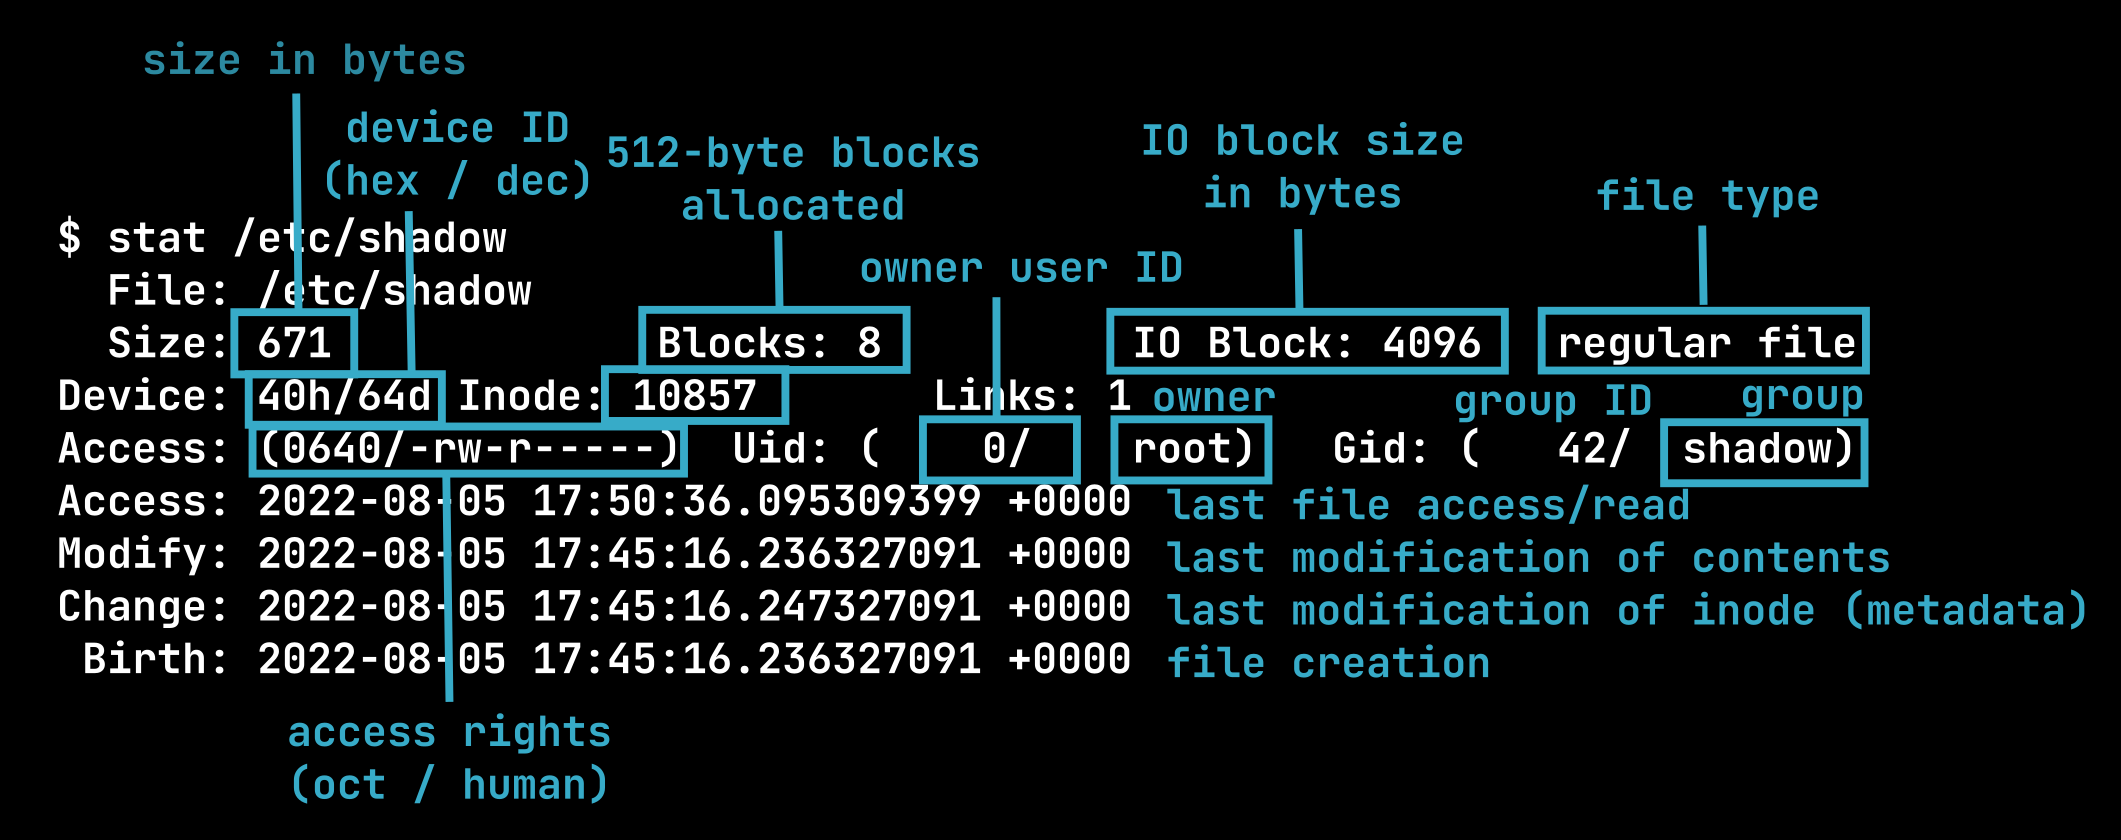 size in bytes
device ID
(hex / dec)
512-byte blocks
allocated
IO block size
in bytes
file type
$ stat /etc/shadow
owner user ID
File: /etc/shadow
Size: 671 Blocks: 8 IO Block: 4096 regular file
Device: 40h/64d Inode: 10857 Links: 1 owner group ID group
Access: (0640/-rw-r-----) Uid: ( 0/ root) Gid: ( 42/ shadow)
Access: 2022-08-05 17:50:36.095309399 +0000 last file access/read
Modify: 2022-08-05 17:45:16.236327091 +0000 last modification of contents
Change: 2022-08-05 17:45:16.247327091 +0000 last modification of inode (metadata)
Birth: 2022-08-05 17:45:16.236327091 +0000 file creation
access rights
(oct / human)